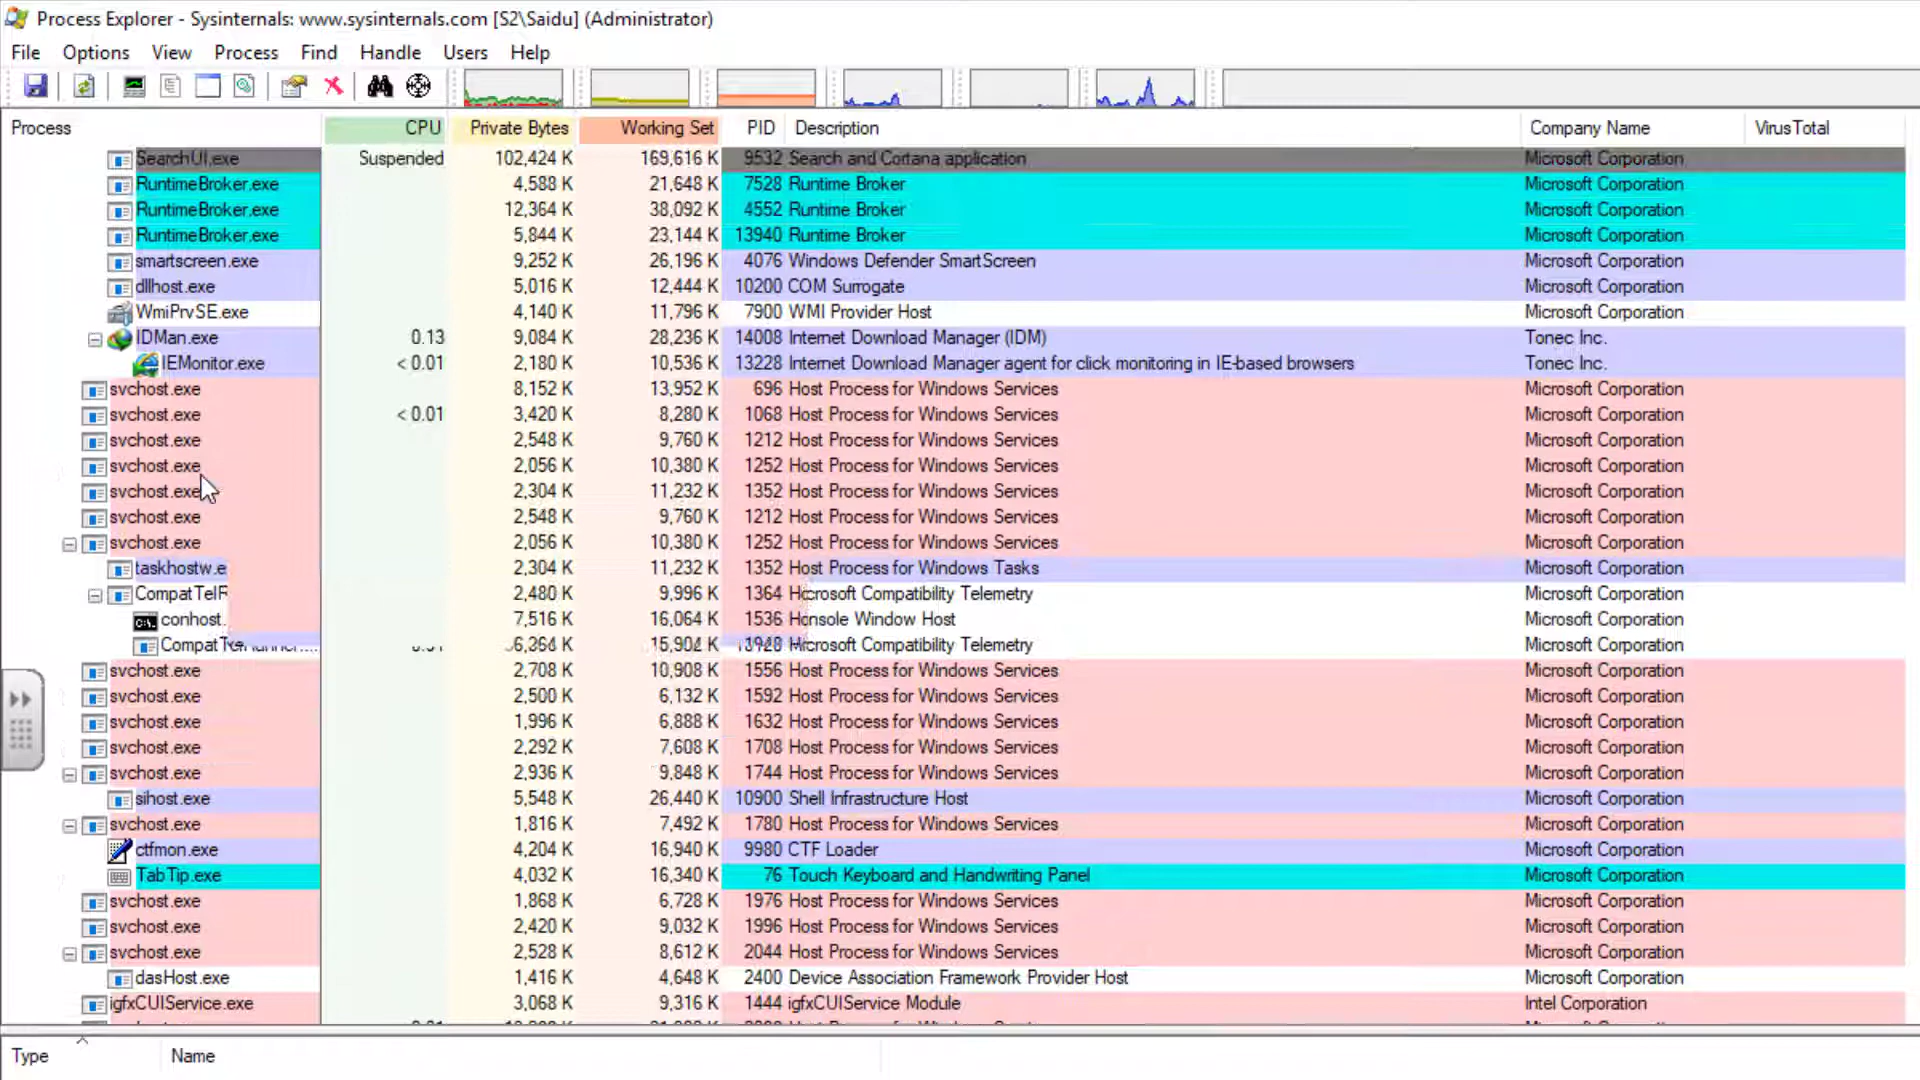 Process Explorer - Sysinternals: www.sysinternals.com [S2\Saidu] (Administrator)
File Options View Process Find Handle Users Help
Process CPU Private Bytes Working Set PID Description Company Name VirusTotal
SearchUI.exe Suspended 102,424 K 169,616 K 9532 Search and Cortana application Microsoft Corporation
RuntimeBroker.exe 4,588 K 21,648 K 7528 Runtime Broker Microsoft Corporation
RuntimeBroker.exe 12,364 K 38,092 K 4552 Runtime Broker Microsoft Corporation
RuntimeBroker.exe 5,844 K 23,144 K 13940 Runtime Broker Microsoft Corporation
smartscreen.exe 9,252 K 26,196 K 4076 Windows Defender SmartScreen Microsoft Corporation
dllhost.exe 5,016 K 12,444 K 10200 COM Surrogate Microsoft Corporation
WmiPrvSE.exe 4,140 K 11,796 K 7900 WMI Provider Host Microsoft Corporation
IDMan.exe 0.13 9,084 K 28,236 K 14008 Internet Download Manager (IDM) Tonec Inc.
IEMonitor.exe < 0.01 2,180 K 10,536 K 13228 Internet Download Manager agent for click monitoring in IE-based browsers Tonec Inc.
svchost.exe 8,152 K 13,952 K 696 Host Process for Windows Services Microsoft Corporation
svchost.exe < 0.01 3,420 K 8,280 K 1068 Host Process for Windows Services Microsoft Corporation
svchost.exe 2,548 K 9,760 K 1212 Host Process for Windows Services Microsoft Corporation
svchost.exe 2,056 K 10,380 K 1252 Host Process for Windows Services Microsoft Corporation
svchost.exe 2,304 K 11,232 K 1352 Host Process for Windows Services Microsoft Corporation
svchost.exe 2,548 K 9,760 K 1212 Host Process for Windows Services Microsoft Corporation
svchost.exe 2,056 K 10,380 K 1252 Host Process for Windows Services Microsoft Corporation
taskhostw.e 2,304 K 11,232 K 1352 Host Process for Windows Tasks Microsoft Corporation
CompatTelR 2,480 K 9,996 K 1364 Microsoft Compatibility Telemetry Microsoft Corporation
conhost. 7,516 K 16,064 K 1536 Window Host Microsoft Corporation
15,904 K Microsoft Compatibility Telemetry Microsoft Corporation
svchost.exe 2,708 K 10,908 K 1556 Host Process for Windows Services Microsoft Corporation
svchost.exe 2,500 K 6,132 K 1592 Host Process for Windows Services Microsoft Corporation
svchost.exe 1,996 K 6,888 K 1632 Host Process for Windows Services Microsoft Corporation
svchost.exe 2,292 K 7,608 K 1708 Host Process for Windows Services Microsoft Corporation
svchost.exe 2,936 K 9,848 K 1744 Host Process for Windows Services Microsoft Corporation
sihost.exe 5,548 K 26,440 K 10900 Shell Infrastructure Host Microsoft Corporation
svchost.exe 1,816 K 7,492 K 1780 Host Process for Windows Services Microsoft Corporation
ctfmon.exe 4,204 K 16,940 K 9980 CTF Loader Microsoft Corporation
TabTip.exe 4,032 K 16,340 K 76 Touch Keyboard and Handwriting Panel Microsoft Corporation
svchost.exe 1,868 K 6,728 K 1976 Host Process for Windows Services Microsoft Corporation
svchost.exe 2,420 K 9,032 K 1996 Host Process for Windows Services Microsoft Corporation
svchost.exe 2,528 K 8,612 K 2044 Host Process for Windows Services Microsoft Corporation
dasHost.exe 1,416 K 4,648 K 2400 Device Association Framework Provider Host Microsoft Corporation
igfxCUIService.exe 3,068 K 9,316 K 1444 igfxCUIService Module Intel Corporation
Type Name